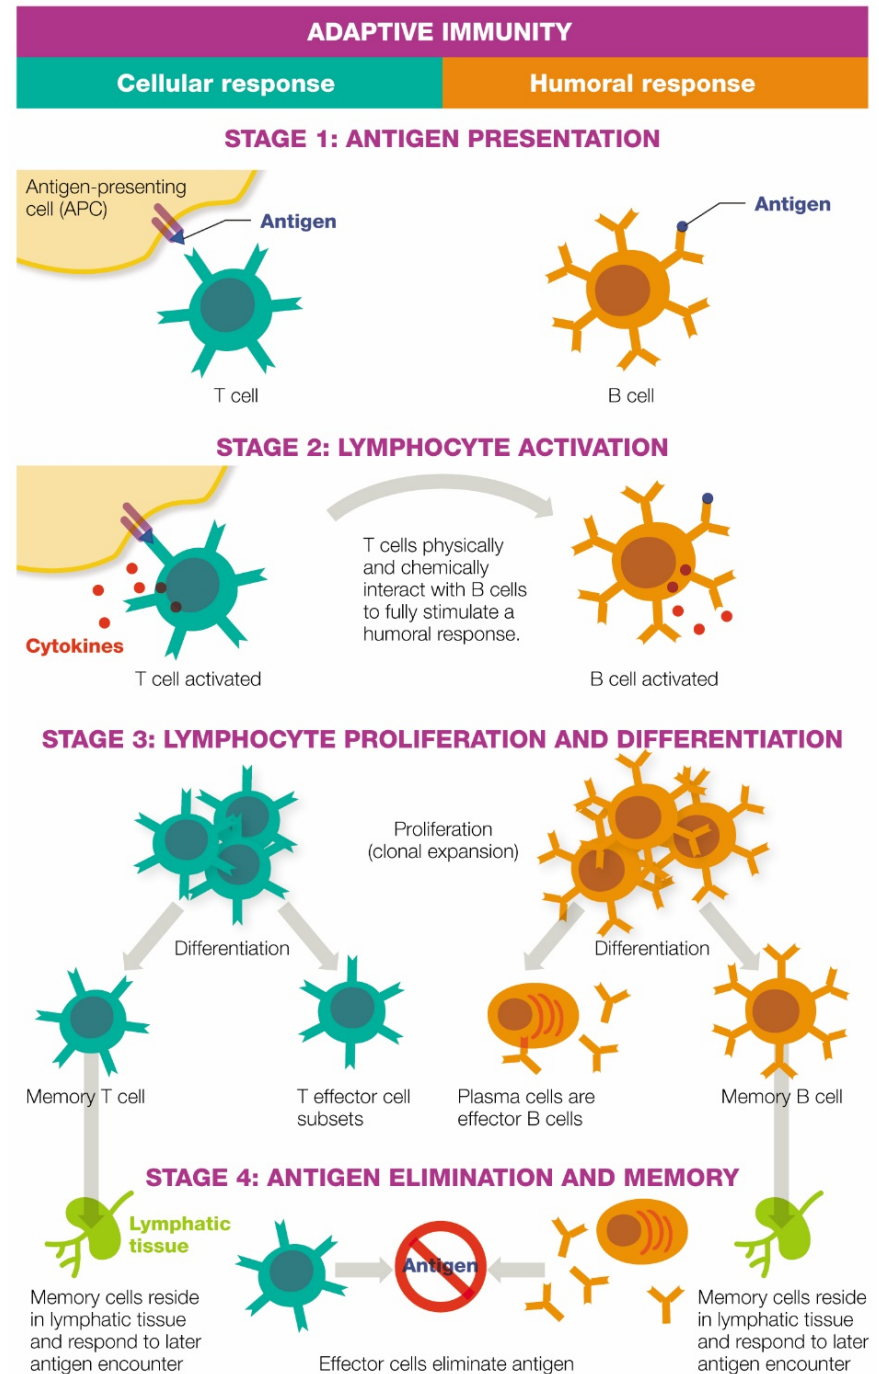 ADAPTIVE IMMUNITY
Cellular response
Humoral response
STAGE 1: ANTIGEN PRESENTATION
Antigen-presenting
cell (APC)
Antigen
Antigen
T cell
B cell
STAGE 2: LYMPHOCYTE ACTIVATION
T cells physically
and chemically
interact with B cells
to fully stimulate a
humoral response.
Cytokines
T cell activated
B cell activated
STAGE 3: LYMPHOCYTE PROLIFERATION AND DIFFERENTIATION
Proliferation
(clonal expansion)
Differentiation
Differentiation
Memory T cell
T effector cell
subsets
Plasma cells are
effector B cells
Memory B cell
STAGE 4: ANTIGEN ELIMINATION AND MEMORY
Lymphatic
tissue
Antigen
Memory cells reside
in lymphatic tissue
and respond to later
antigen encounter
Effector cells eliminate antigen
Memory cells reside
in lymphatic tissue
and respond to later
antigen encounter